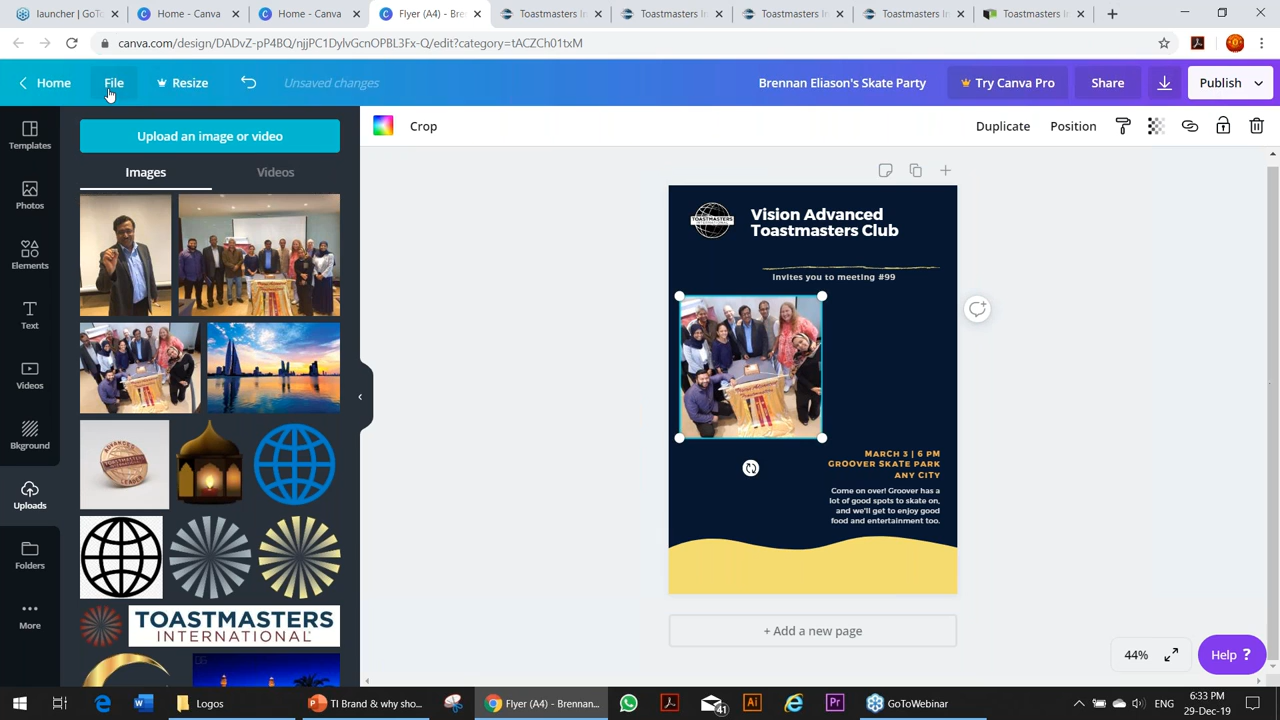 launcher | GoTo
Home - Canva
Home - Canva
Flyer (A4) - Bre
Toastmasters In
Toastmasters In
Toastmasters In
Toastmasters In
Toastmasters In
canva.com/design/DADvZ-pP4BQ/njjPC1DylvGcnOPBL3Fx-Q/edit?category=tACZCh01txM
Home
File
Resize
Unsaved changes
Brennan Eliason's Skate Party
Try Canva Pro
Share
Publish
Templates
Photos
Elements
Text
Videos
Bkground
Uploads
Folders
More
Upload an image or video
Images
Videos
TOASTMASTERS
INTERNATIONAL
Crop
Duplicate
Position
TOASTMASTERS
Vision Advanced
Toastmasters Club
Invites you to meeting #99
MARCH 3 | 6 PM
GROOVER SKATE PARK
ANY CITY
Come on over! Groover has a
lot of good spots to skate on,
and we'll get to enjoy good
food and entertainment too.
+ Add a new page
44%
Help ?
Logos
TI Brand & why sho...
Flyer (A4) - Brennan...
41
GoToWebinar
ENG
6:33 PM
29-Dec-19